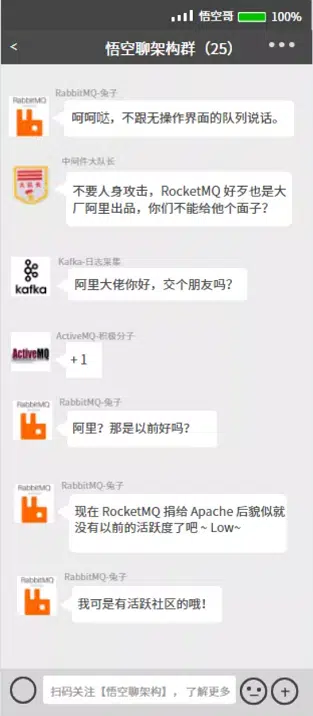 悟空哥 100%
< 悟空聊架构群（25）
RabbitMQ-兔子
RabbitMQ
呵呵哒，不跟无操作界面的队列说话。
中间件大队长
大队长
不要人身攻击，RocketMQ 好歹也是大
厂阿里出品，你们不能给他个面子？
Kafka-日志采集
kafka
阿里大佬你好，交个朋友吗？
ActiveMQ-积极分子
ActiveMQ
+ 1
RabbitMQ-兔子
RabbitMQ
阿里？那是以前好吗？
RabbitMQ-兔子
RabbitMQ
现在 RocketMQ 捐给 Apache 后貌似就
没有以前的活跃度了吧 ~ Low~
RabbitMQ-兔子
RabbitMQ
我可是有活跃社区的哦！
扫码关注【悟空聊架构】，了解更多